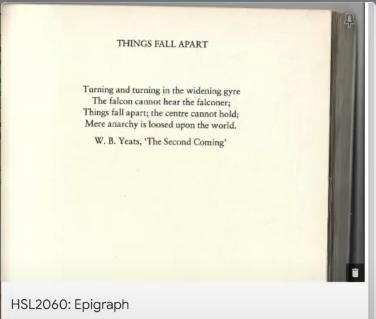 THINGS FALL APART
Turning and turning in the widening gyre
The falcon cannot hear the falconer;
Things fall apart; the centre cannot hold;
Mere anarchy is loosed upon the world.
W. B. Yeats, 'The Second Coming'
HSL2060: Epigraph